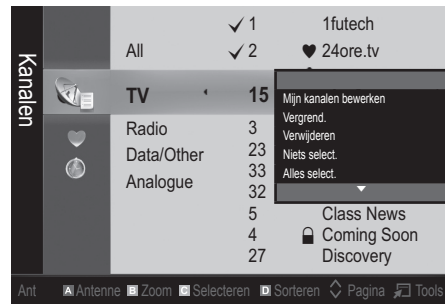 Kanalen
✓ 1 1futech
All ✓ 2 ♥ 24ore.tv
TV 15
Radio 3
Data/Other 23
Analogue 33
32
5 Class News
4 Coming Soon
27 Discovery
Mijn kanalen bewerken
Vergrend.
Verwijderen
Niets select.
Alles select.
Ant A Antenne B Zoom C Selecteren D Sorteren Pagina Tools